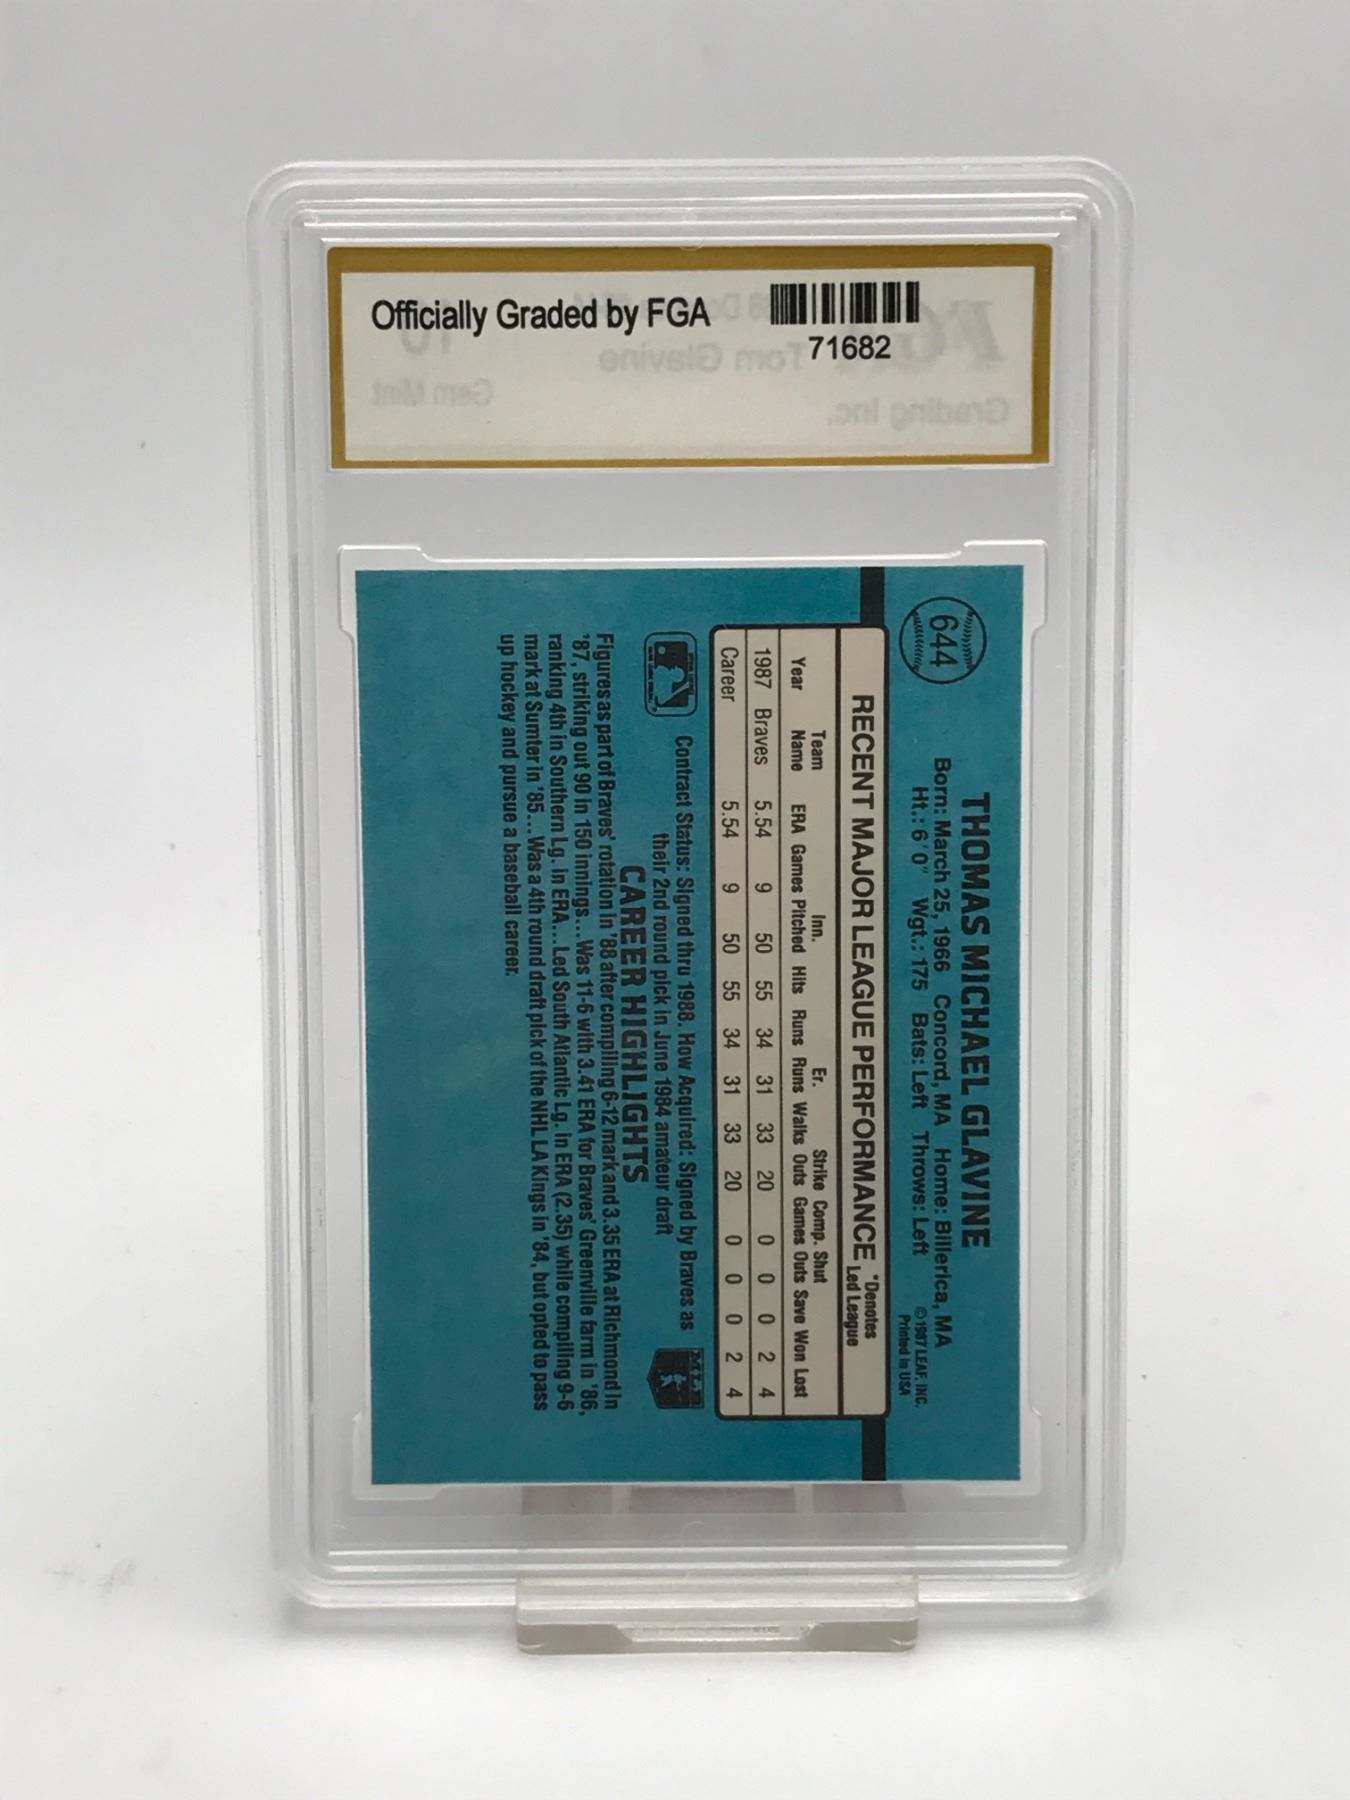 Officially Graded by FGA
71682
Tom Glavine
10
Gem Mint
Grading Inc.
644
THOMAS MICHAEL GLAVINE
Born: March 25, 1966 Concord, MA Home: Billerica, MA
Ht.: 6'0" Wgt.: 175 Bats: Left Throws: Left
© 1987 LEAF, INC.
Printed in USA
RECENT MAJOR LEAGUE PERFORMANCE
*Denotes
Led League
Team Inn. Er. Strike Comp. Shut
Year Name ERA Games Pitched Hits Runs Runs Walks Outs Games Outs Save Won Lost
1987 Braves 5.54 9 50 55 34 31 33 20 0 0 0 2 4
Career 5.54 9 50 55 34 31 33 20 0 0 0 2 4
Contract Status: Signed thru 1988. How Acquired: Signed by Braves as
their 2nd round pick in June 1984 amateur draft
CAREER HIGHLIGHTS
Figures as part of Braves' rotation in '88 after compiling 6-12 mark and 3.35 ERA at Richmond in
'87, striking out 90 in 150 innings...Was 11-6 with 3.41 ERA for Braves' Greenville farm in '86,
ranking 4th in Southern Lg. in ERA...Led South Atlantic Lg. in ERA (2.35) while compiling 9-6
mark at Sumter in '85...Was a 4th round draft pick of the NHL LA Kings in '84, but opted to pass
up hockey and pursue a baseball career.